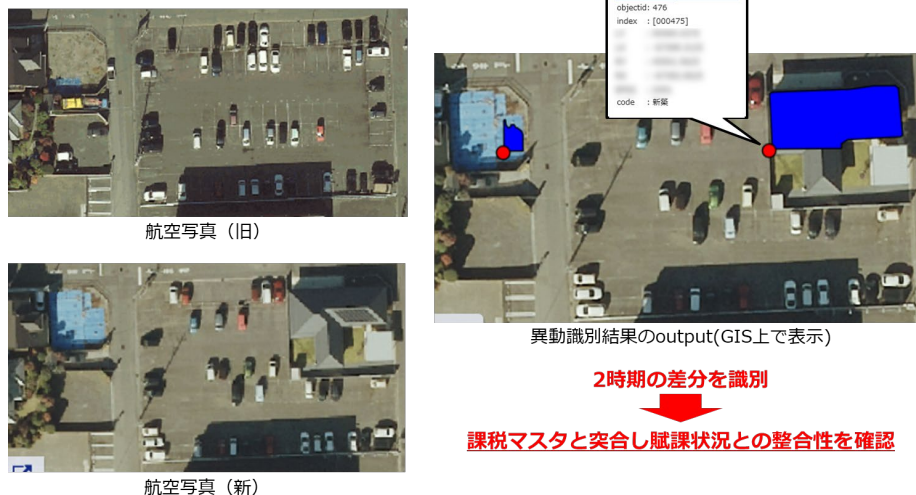 航空写真（旧）
航空写真（新）
objectid: 476
index : [000475]
code : 新築
異動識別結果のoutput(GIS上で表示)
2時期の差分を識別
課税マスタと突合し賦課状況との整合性を確認